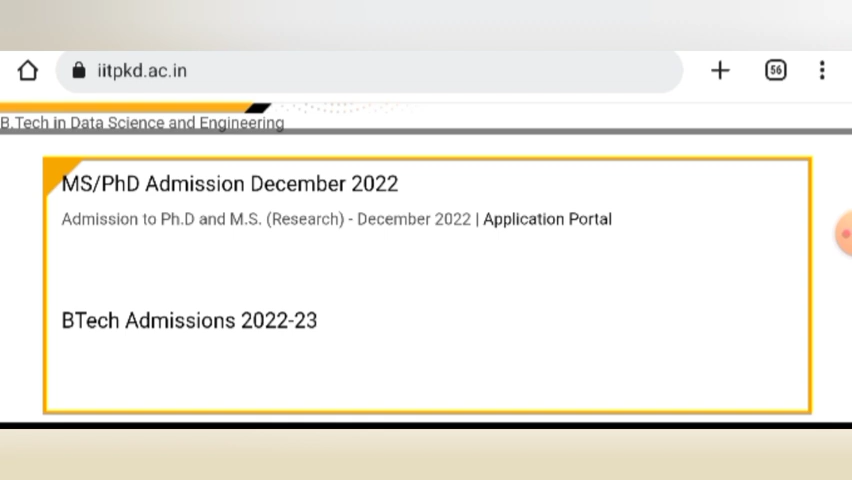 iitpkd.ac.in
56
B.Tech in Data Science and Engineering
MS/PhD Admission December 2022
Admission to Ph.D and M.S. (Research) - December 2022 | Application Portal
BTech Admissions 2022-23